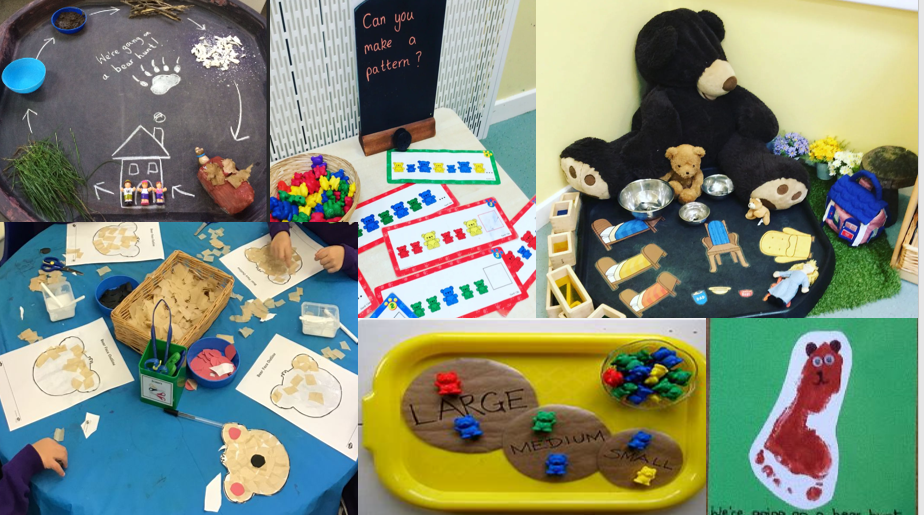 We're going on
a bear hunt!
Can you
make a
pattern?
LARGE
MEDIUM
SMALL
We're going on a bear hunt